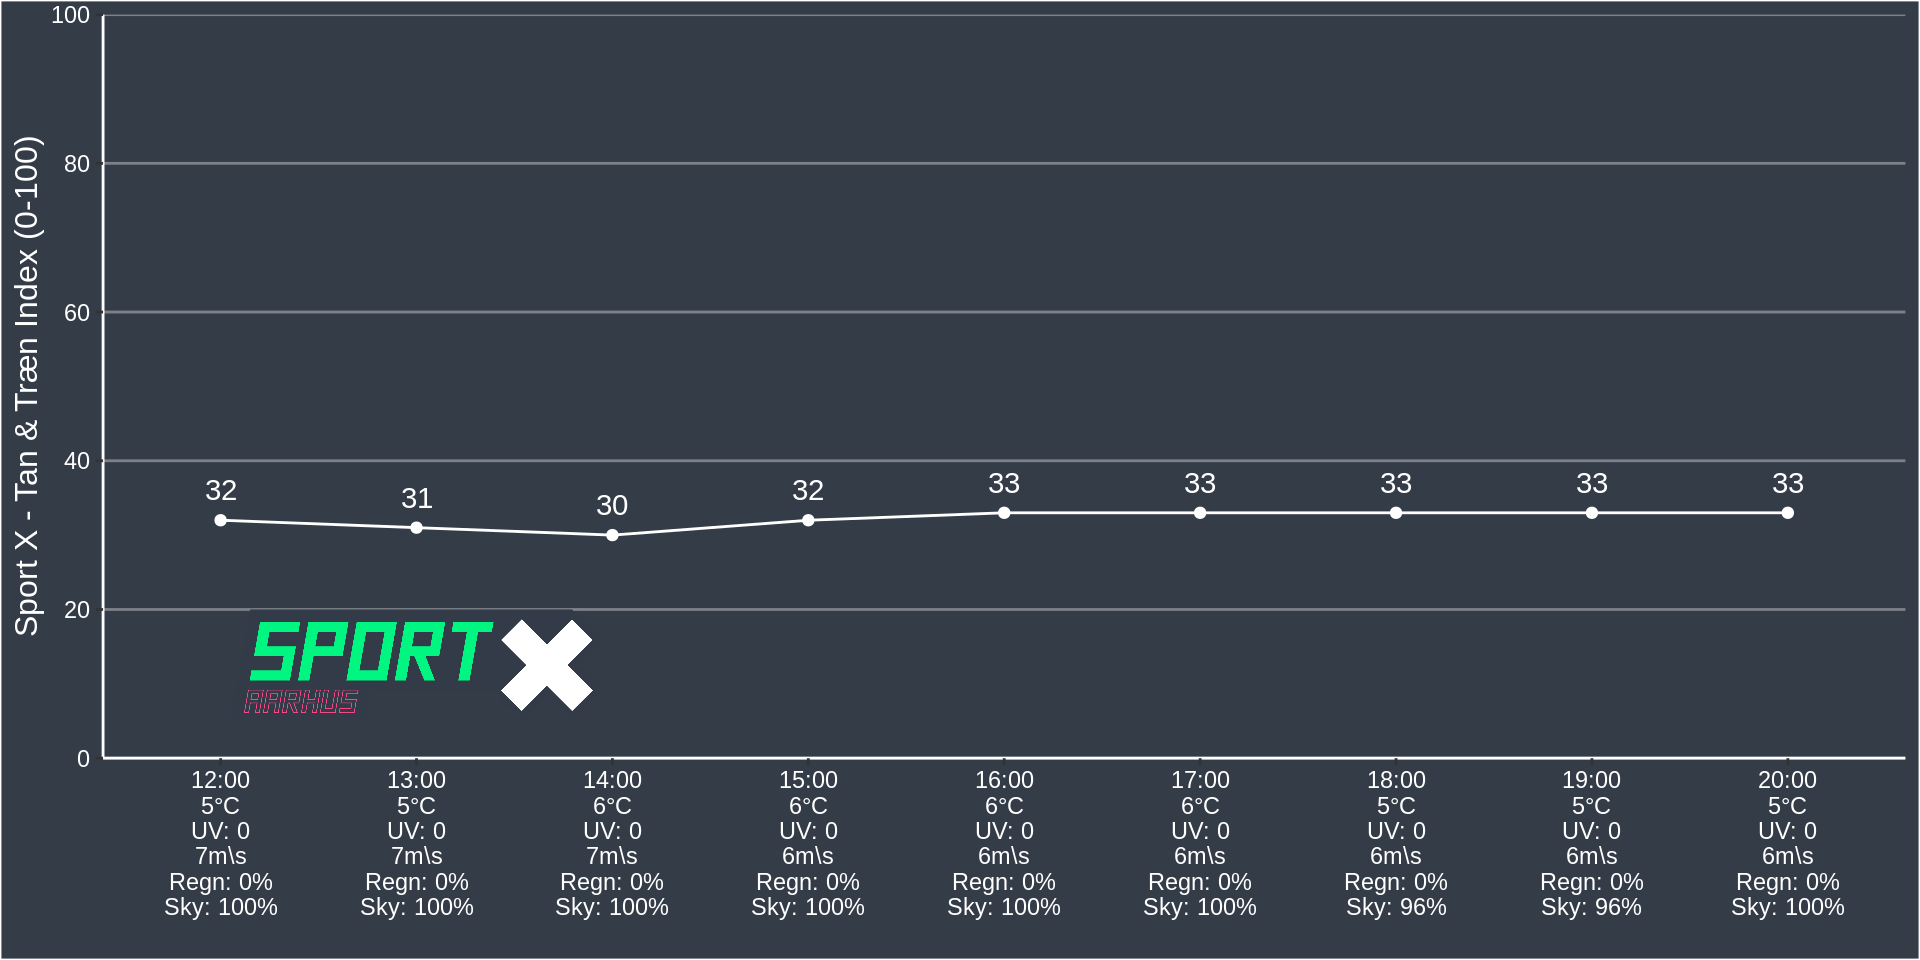 Sport X - Tan & Træn Index (0-100)
100
80
60
40
20
0
32
31
30
32
33
33
33
33
33
SPORT X
AARHUS
12:00
5°C
UV: 0
7m\s
Regn: 0%
Sky: 100%
13:00
5°C
UV: 0
7m\s
Regn: 0%
Sky: 100%
14:00
6°C
UV: 0
7m\s
Regn: 0%
Sky: 100%
15:00
6°C
UV: 0
6m\s
Regn: 0%
Sky: 100%
16:00
6°C
UV: 0
6m\s
Regn: 0%
Sky: 100%
17:00
6°C
UV: 0
6m\s
Regn: 0%
Sky: 100%
18:00
5°C
UV: 0
6m\s
Regn: 0%
Sky: 96%
19:00
5°C
UV: 0
6m\s
Regn: 0%
Sky: 96%
20:00
5°C
UV: 0
6m\s
Regn: 0%
Sky: 100%